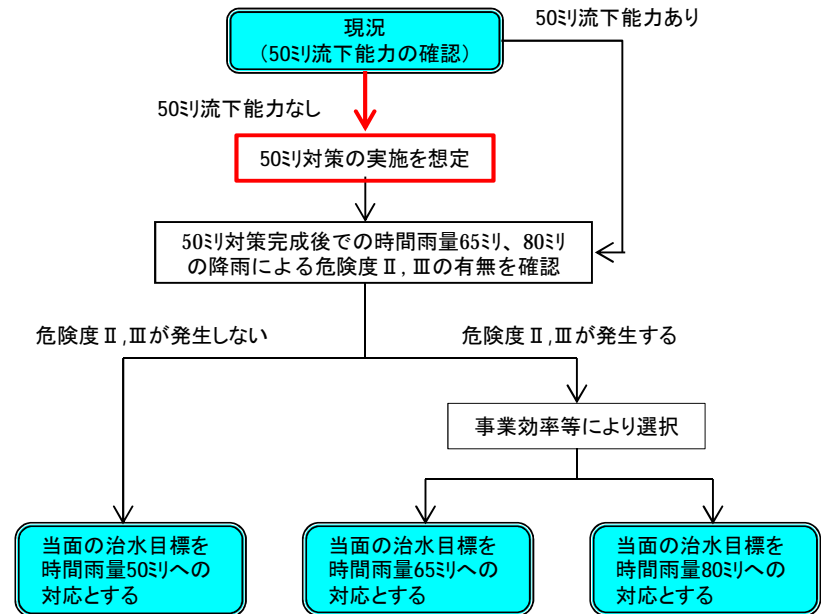 現況
(50ミリ流下能力の確認)
50ミリ流下能力あり
50ミリ流下能力なし
50ミリ対策の実施を想定
50ミリ対策完成後での時間雨量65ミリ、80ミリ
の降雨による危険度Ⅱ,Ⅲの有無を確認
危険度Ⅱ,Ⅲが発生しない
危険度Ⅱ,Ⅲが発生する
事業効率等により選択
当面の治水目標を
時間雨量50ミリへの
対応とする
当面の治水目標を
時間雨量65ミリへの
対応とする
当面の治水目標を
時間雨量80ミリへの
対応とする